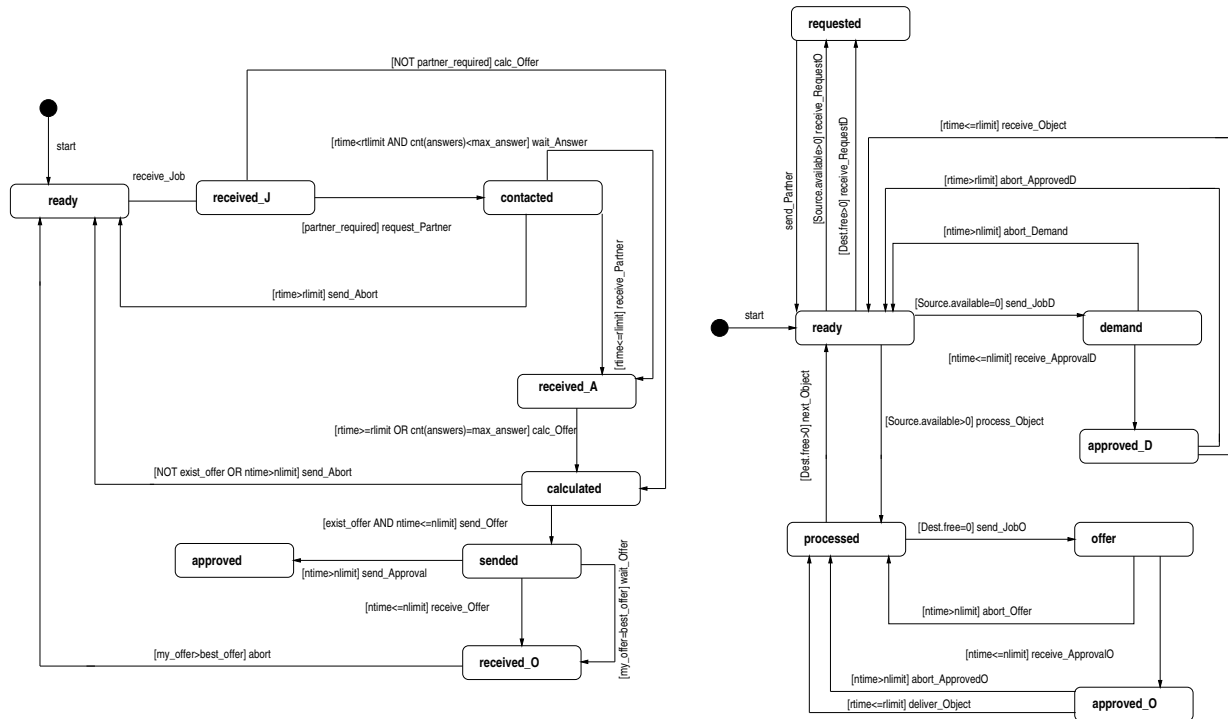 [NOT partner_required] calc_Offer
start
[rtime<rtlimit AND cnt(answers)<max_answer] wait_Answer
receive_Job
ready
received_J
contacted
[partner_required] request_Partner
[rtime>rlimit] send_Abort
[rtime<=rlimit] receive_Partner
received_A
[rtime>=rlimit OR cnt(answers)=max_answer] calc_Offer
[NOT exist_offer OR ntime>nlimit] send_Abort
calculated
[exist_offer AND ntime<=nlimit] send_Offer
approved
sended
[ntime>nlimit] send_Approval
[my_offer=best_offer] wait_Offer
[ntime<=nlimit] receive_Offer
[my_offer>best_offer] abort
received_O
requested
send_Partner
[Source.available>0] receive_RequestO
[Dest.free>0] receive_RequestD
[rtime<=rlimit] receive_Object
[rtime>rlimit] abort_ApprovedD
[ntime>nlimit] abort_Demand
[Source.available=0] send_JobD
start
ready
demand
[ntime<=nlimit] receive_ApprovalD
[Dest.free>0] next_Object
[Source.available>0] process_Object
approved_D
[Dest.free=0] send_JobO
processed
offer
[ntime>nlimit] abort_Offer
[ntime<=nlimit] receive_ApprovalO
[ntime>nlimit] abort_ApprovedO
approved_O
[rtime<=rlimit] deliver_Object